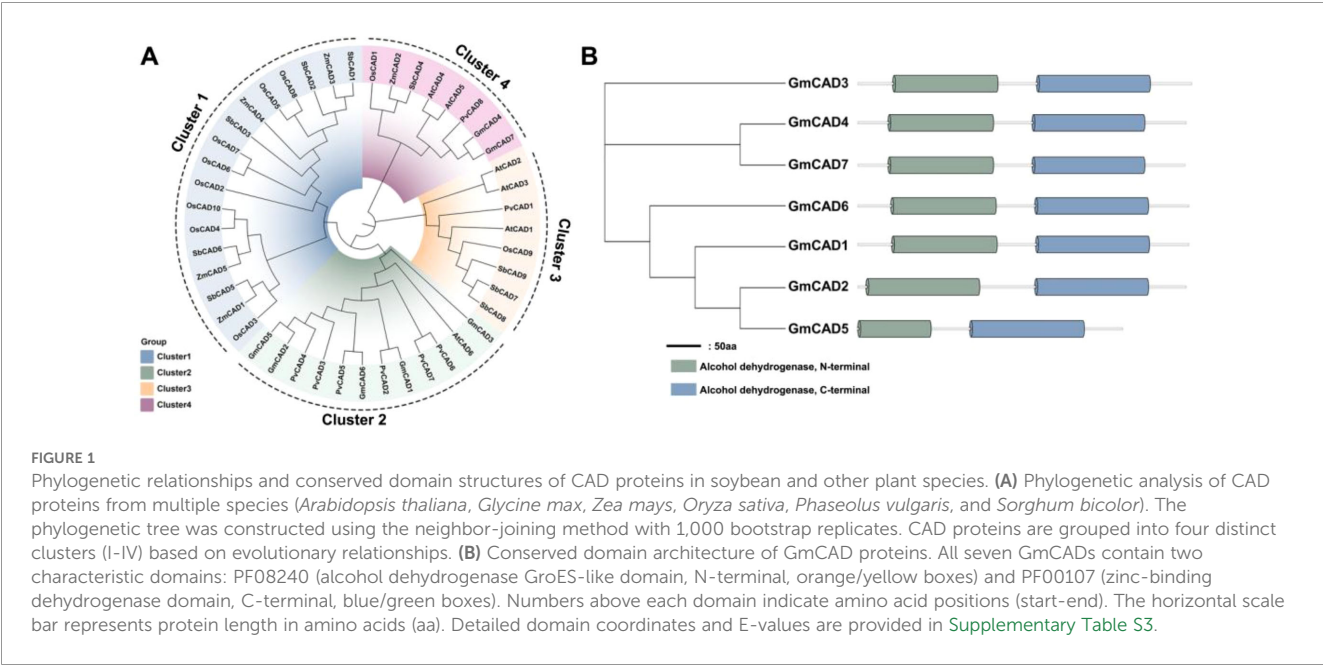 A
Cluster 1
Cluster 4
Cluster 3
Cluster 2
OsCAD1
ZmCAD2
SbCAD4
AtCAD4
AtCAD5
PvCAD8
GmCAD4
GmCAD7
AtCAD2
AtCAD3
PvCAD1
AtCAD1
OsCAD9
SbCAD9
SbCAD7
SbCAD8
GmCAD3
AtCAD6
PvCAD6
PvCAD7
GmCAD1
PvCAD2
GmCAD6
PvCAD5
PvCAD3
PvCAD4
GmCAD2
GmCAD5
OsCAD3
ZmCAD1
SbCAD5
ZmCAD5
SbCAD6
OsCAD4
OsCAD10
OsCAD2
OsCAD6
OsCAD7
SbCAD3
ZmCAD4
OsCAD5
OsCAD8
SbCAD2
ZmCAD3
SbCAD1
Group
Cluster1
Cluster2
Cluster3
Cluster4
B
GmCAD3
GmCAD4
GmCAD7
GmCAD6
GmCAD1
GmCAD2
GmCAD5
: 50aa
Alcohol dehydrogenase, N-terminal
Alcohol dehydrogenase, C-terminal
FIGURE 1
Phylogenetic relationships and conserved domain structures of CAD proteins in soybean and other plant species. (A) Phylogenetic analysis of CAD
proteins from multiple species (Arabidopsis thaliana, Glycine max, Zea mays, Oryza sativa, Phaseolus vulgaris, and Sorghum bicolor). The
phylogenetic tree was constructed using the neighbor-joining method with 1,000 bootstrap replicates. CAD proteins are grouped into four distinct
clusters (I-IV) based on evolutionary relationships. (B) Conserved domain architecture of GmCAD proteins. All seven GmCADs contain two
characteristic domains: PF08240 (alcohol dehydrogenase GroES-like domain, N-terminal, orange/yellow boxes) and PF00107 (zinc-binding
dehydrogenase domain, C-terminal, blue/green boxes). Numbers above each domain indicate amino acid positions (start-end). The horizontal scale
bar represents protein length in amino acids (aa). Detailed domain coordinates and E-values are provided in Supplementary Table S3.